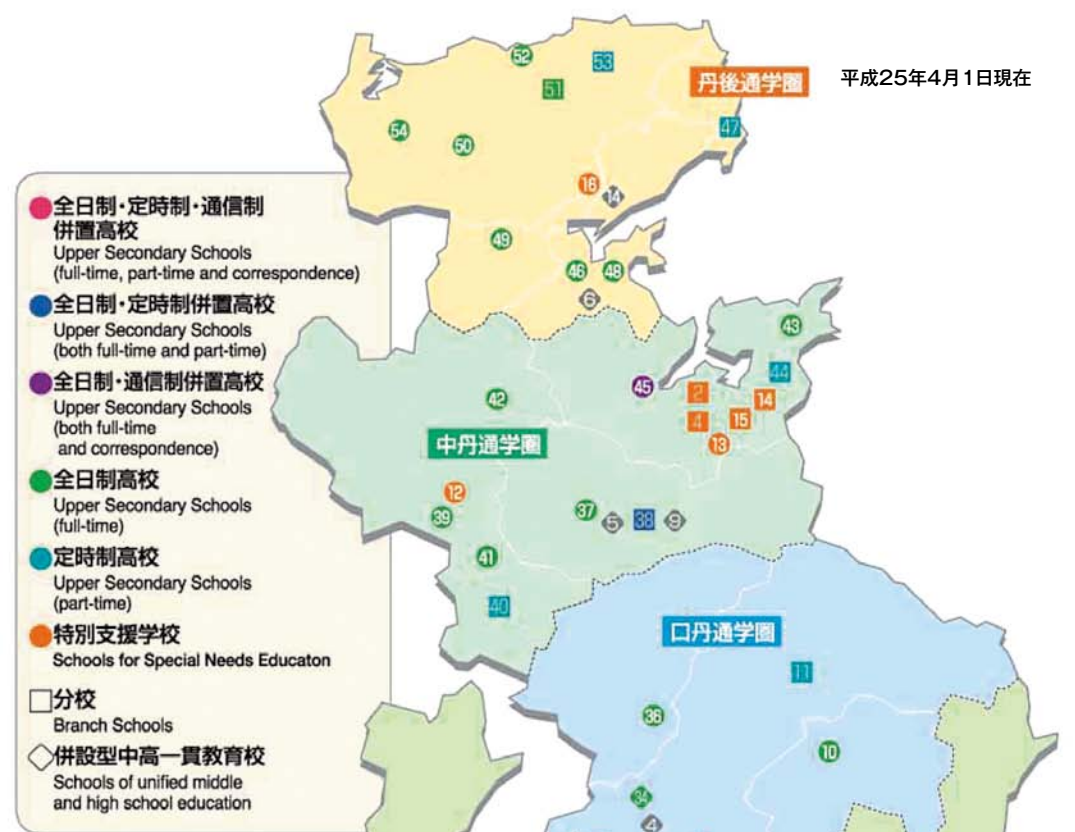 平成25年4月1日現在
丹後通学圏
52
53
51
47
54
50
16
14
49
46
48
6
全日制・定時制・通信制
併置高校
Upper Secondary Schools
(full-time, part-time and correspondence)
全日制・定時制併置高校
Upper Secondary Schools
(both full-time and part-time)
全日制・通信制併置高校
Upper Secondary Schools
(both full-time
and correspondence)
全日制高校
Upper Secondary Schools
(full-time)
定時制高校
Upper Secondary Schools
(part-time)
特別支援学校
Schools for Special Needs Educaton
分校
Branch Schools
併設型中高一貫教育校
Schools of unified middle
and high school education
43
44
45
2
14
42
4
15
13
中丹通学圏
12
39
37
5
38
9
41
40
口丹通学圏
11
36
10
34
4